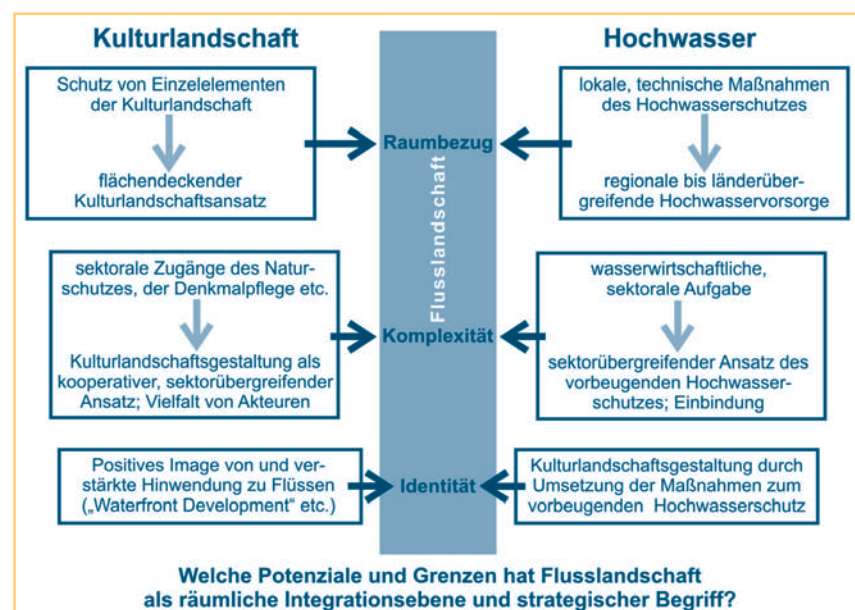 Kulturlandschaft
Hochwasser
Schutz von Einzelelementen
der Kulturlandschaft
flächendeckender
Kulturlandschaftsansatz
Raumbezug
lokale, technische Maßnahmen
des Hochwasserschutzes
regionale bis länderüber-
greifende Hochwasservorsorge
Flusslandschaft
sektorale Zugänge des Natur-
schutzes, der Denkmalpflege etc.
Kulturlandschaftsgestaltung als
kooperativer, sektorübergreifender
Ansatz; Vielfalt von Akteuren
Komplexität
wasserwirtschaftliche,
sektorale Aufgabe
sektorübergreifender Ansatz des
vorbeugenden Hochwasser-
schutzes; Einbindung
Positives Image von und ver-
stärkte Hinwendung zu Flüssen
(„Waterfront Development“ etc.)
Identität
Kulturlandschaftsgestaltung durch
Umsetzung der Maßnahmen zum
vorbeugenden Hochwasserschutz
Welche Potenziale und Grenzen hat Flusslandschaft
als räumliche Integrationsebene und strategischer Begriff?